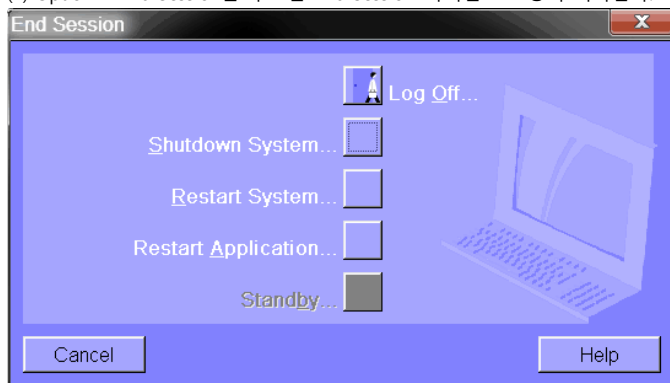 End Session
Log Off...
Shutdown System...
Restart System...
Restart Application...
Standby...
Cancel
Help